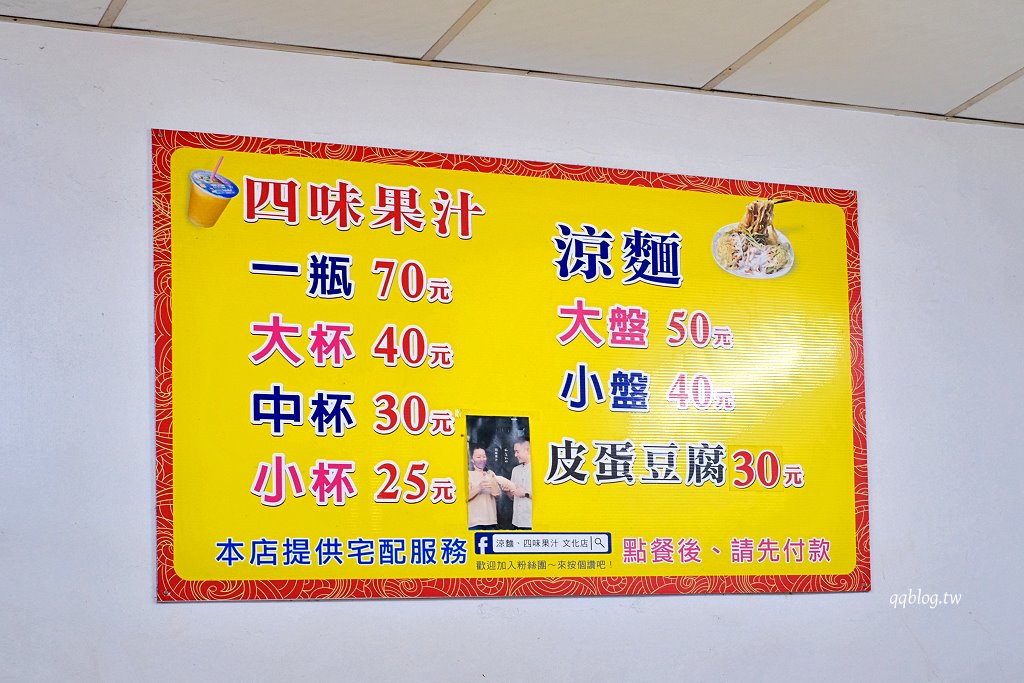 四味果汁
一瓶 70元
大杯 40元
中杯 30元
小杯 25元
涼麵
大盤 50元
小盤 40元
皮蛋豆腐30元
本店提供宅配服務
涼麵、四味果汁 文化店
歡迎加入粉絲團~來按個讚吧!
點餐後、請先付款
qqblog.tw